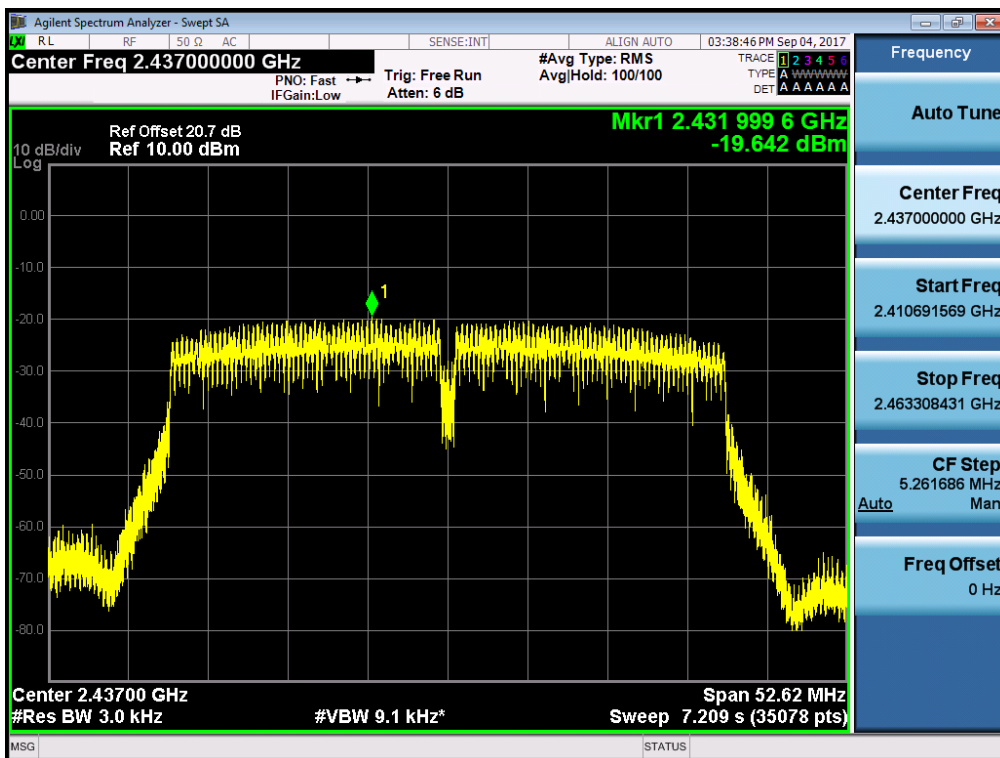 Agilent Spectrum Analyzer - Swept SA
LXI RL RF 50 Ω AC SENSE:INT ALIGN AUTO 03:38:46 PM Sep 04, 2017
Center Freq 2.437000000 GHz
PNO: Fast
IFGain:Low
Trig: Free Run
Atten: 6 dB
#Avg Type: RMS
Avg|Hold: 100/100
TRACE 1 2 3 4 5 6
TYPE A WWWWW
DET A A A A A A
Mkr1 2.431 999 6 GHz
-19.642 dBm
Ref Offset 20.7 dB
10 dB/div Ref 10.00 dBm
Log
0.00
-10.0
1
-20.0
-30.0
-40.0
-50.0
-60.0
-70.0
-80.0
Center 2.43700 GHz Span 52.62 MHz
#Res BW 3.0 kHz #VBW 9.1 kHz* Sweep 7.209 s (35078 pts)
MSG STATUS
Frequency
Auto Tune
Center Freq
2.437000000 GHz
Start Freq
2.410691569 GHz
Stop Freq
2.463308431 GHz
CF Step
5.261686 MHz
Auto Man
Freq Offset
0 Hz